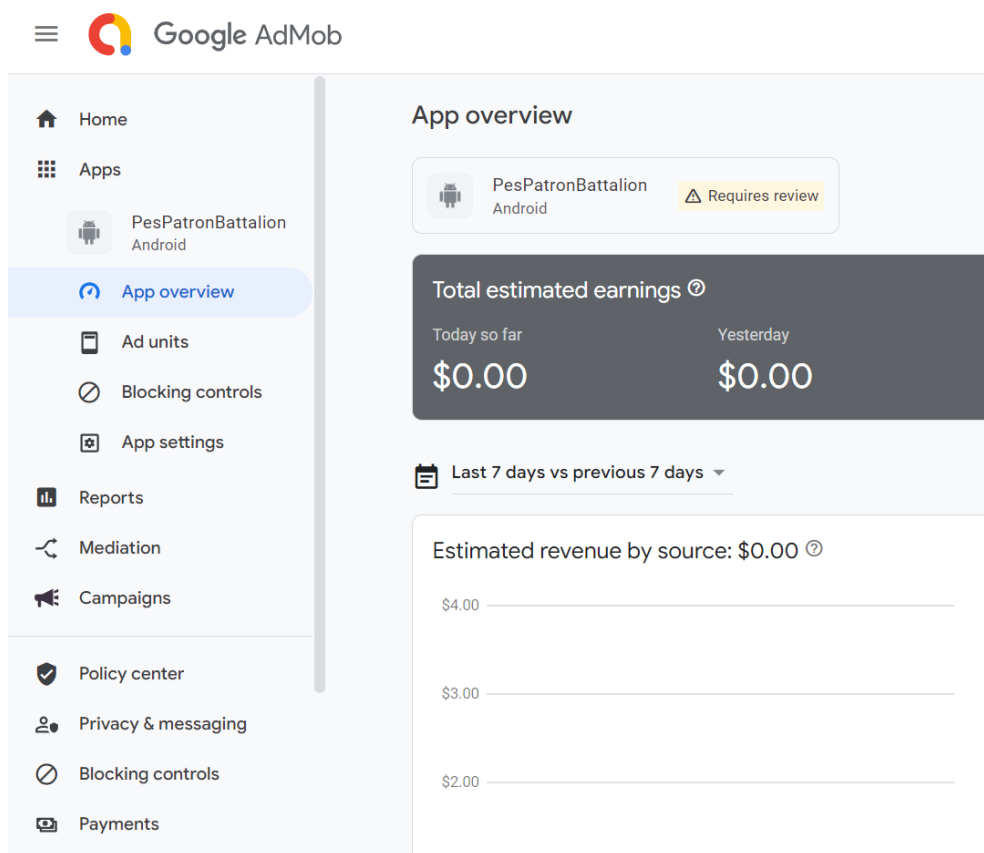 Google AdMob
Home
Apps
PesPatronBattalion
Android
App overview
Ad units
Blocking controls
App settings
Reports
Mediation
Campaigns
Policy center
Privacy & messaging
Blocking controls
Payments
App overview
PesPatronBattalion
Android
Requires review
Total estimated earnings
Today so far
$0.00
Yesterday
$0.00
Last 7 days vs previous 7 days
Estimated revenue by source: $0.00
$4.00
$3.00
$2.00